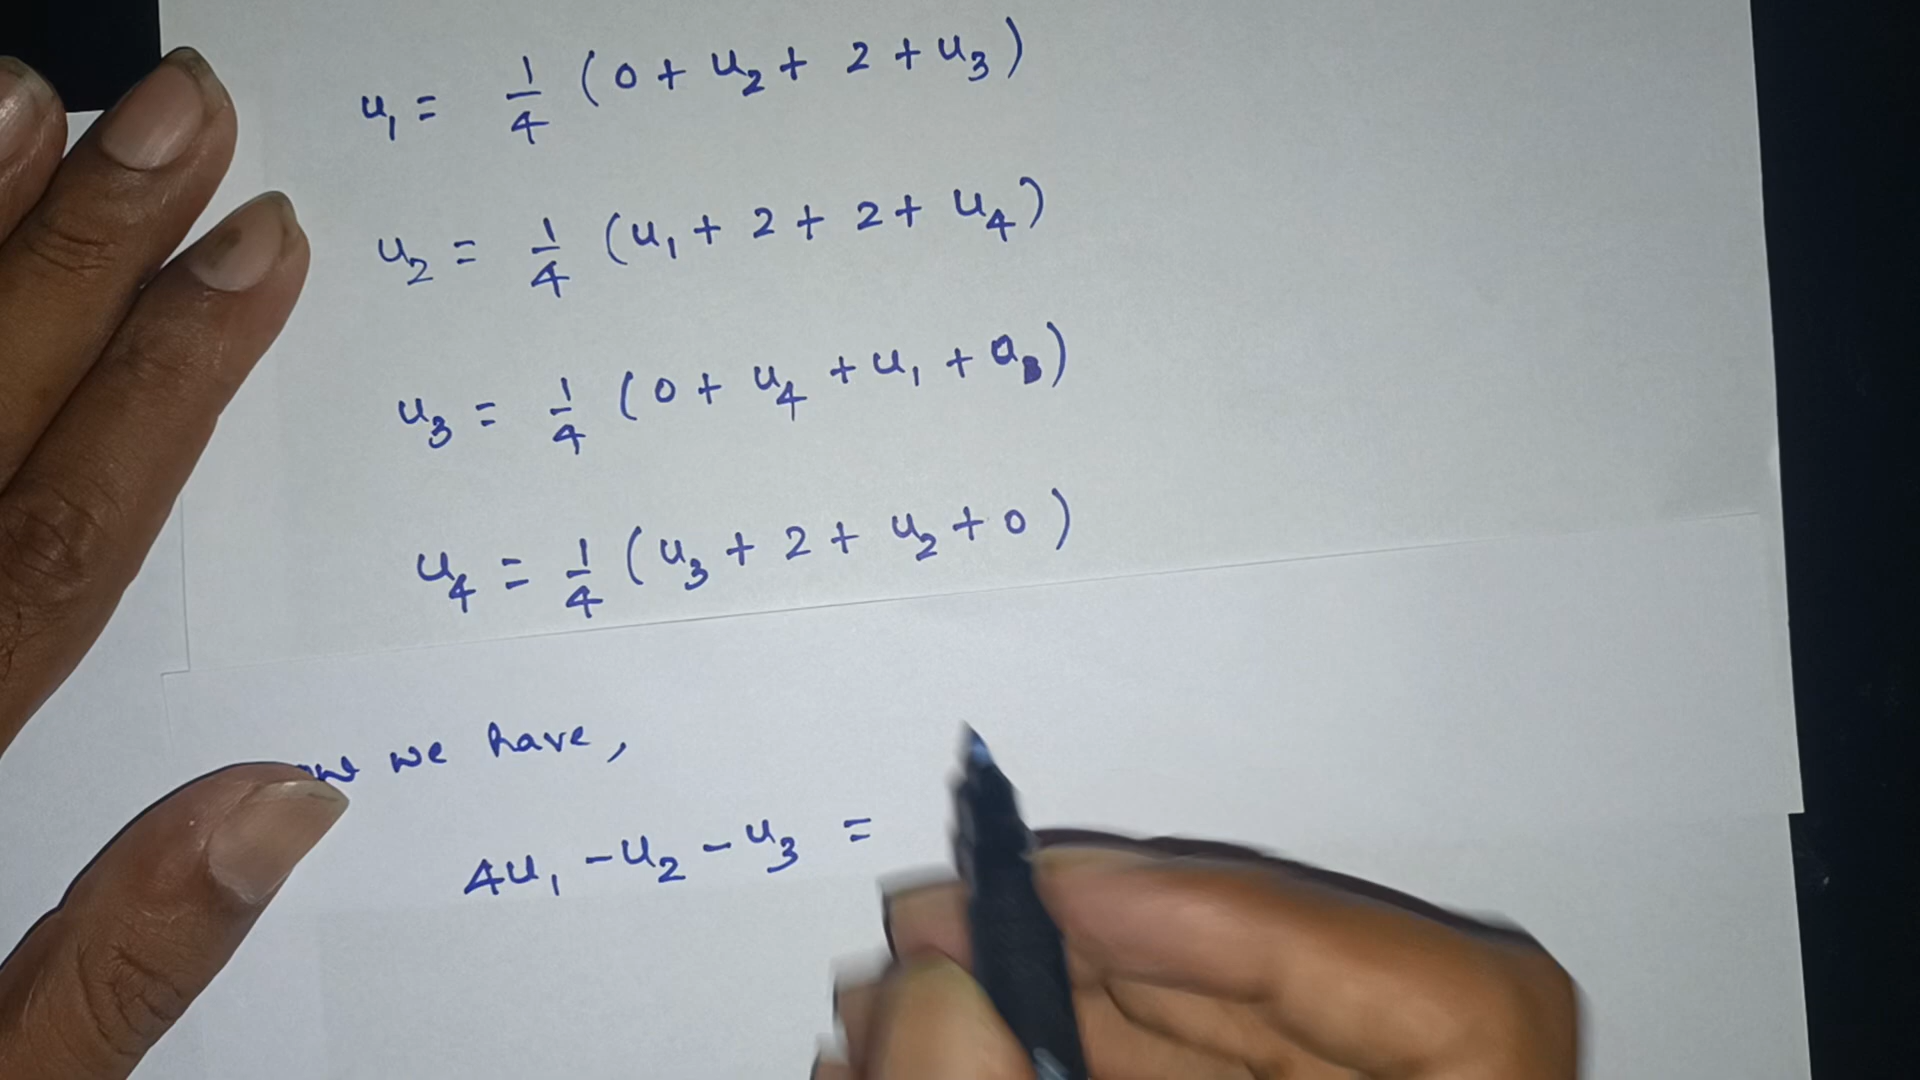 u₁ = 1/4 (0 + u₂ + 2 + u₃)
u₂ = 1/4 (u₁ + 2 + 2 + u₄)
u₃ = 1/4 (0 + u₄ + u₁ + 0)
u₄ = 1/4 (u₃ + 2 + u₂ + 0)
we have,
4u₁ - u₂ - u₃ =